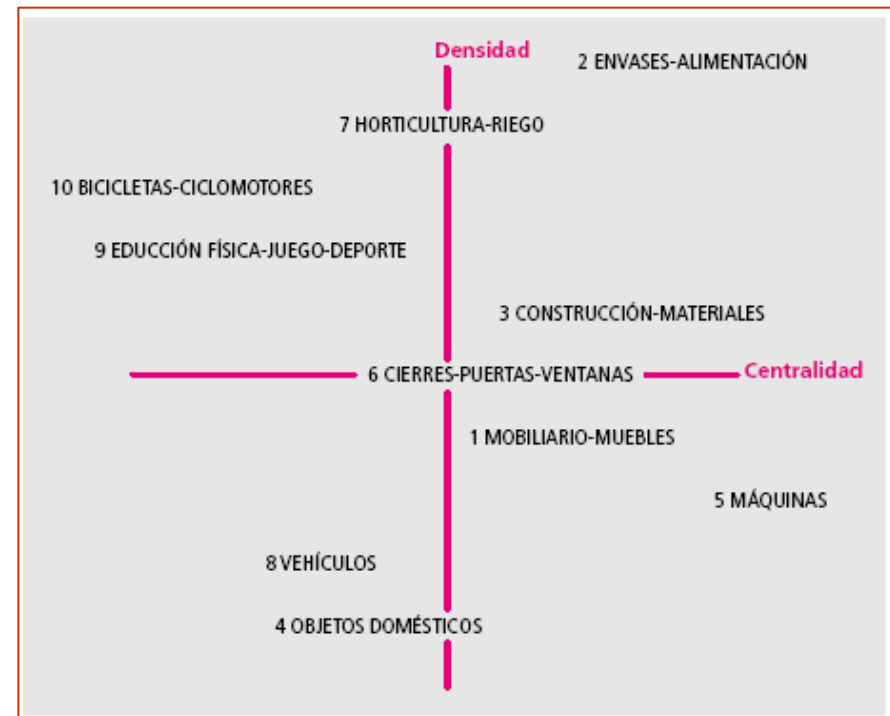 Densidad
2 ENVASES-ALIMENTACIÓN
7 HORTICULTURA-RIEGO
10 BICICLETAS-CICLOMOTORES
9 EDUCCIÓN FÍSICA-JUEGO-DEPORTE
3 CONSTRUCCIÓN-MATERIALES
6 CIERRES-PUERTAS-VENTANAS
Centralidad
1 MOBILIARIO-MUEBLES
5 MÁQUINAS
8 VEHÍCULOS
4 OBJETOS DOMÉSTICOS